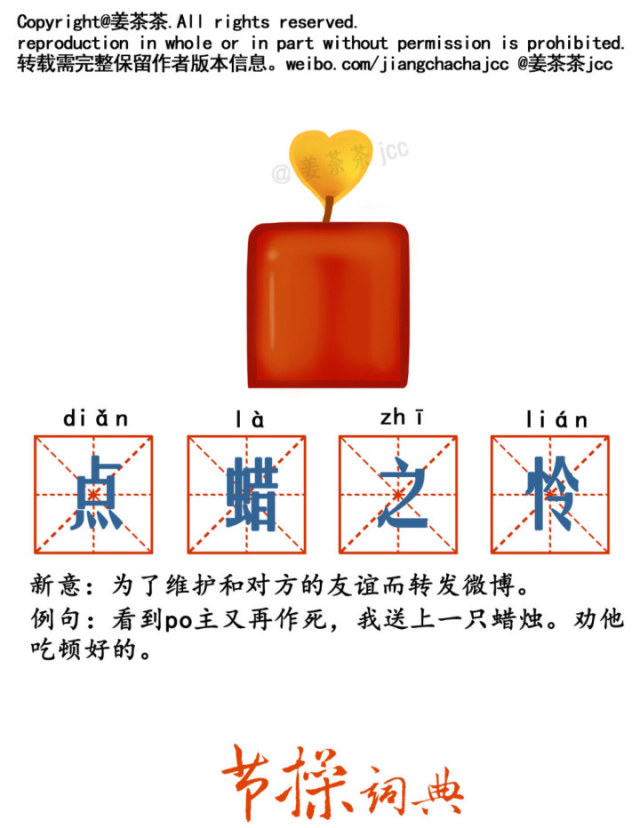 Copyright@姜茶茶.All rights reserved.
reproduction in whole or in part without permission is prohibited.
转载需完整保留作者版本信息。weibo.com/jiangchachajcc @姜茶茶jcc
@姜茶茶jcc
diǎn là zhī lián
点蜡之怜
新意：为了维护和对方的友谊而转发微博。
例句：看到po主又再作死，我送上一只蜡烛。劝他
吃顿好的。
节操词典